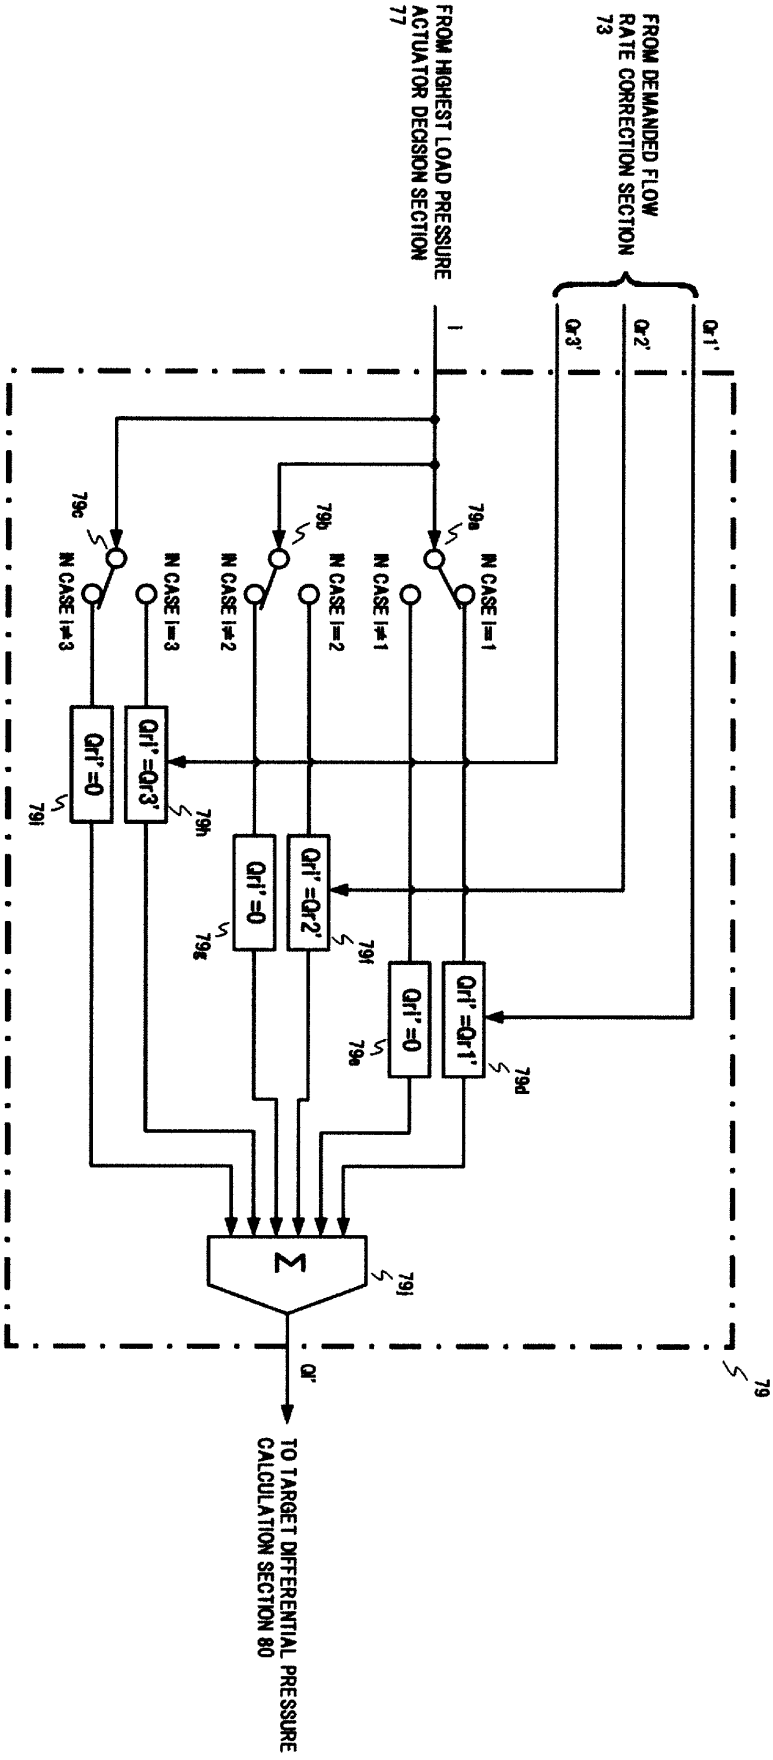 79
FROM DEMANDED FLOW
RATE CORRECTION SECTION
73
Qr1'
Qr2'
Qr3'
FROM HIGHEST LOAD PRESSURE
ACTUATOR DECISION SECTION
77
i
79a
IN CASE i=1
IN CASE i≠1
79b
IN CASE i=2
IN CASE i≠2
79c
IN CASE i=3
IN CASE i≠3
Qri'=Qr1'
79d
Qri'=0
79e
Qri'=Qr2'
79f
Qri'=0
79g
Qri'=Qr3'
79h
Qri'=0
79i
Σ
79j
Qi'
TO TARGET DIFFERENTIAL PRESSURE
CALCULATION SECTION 80